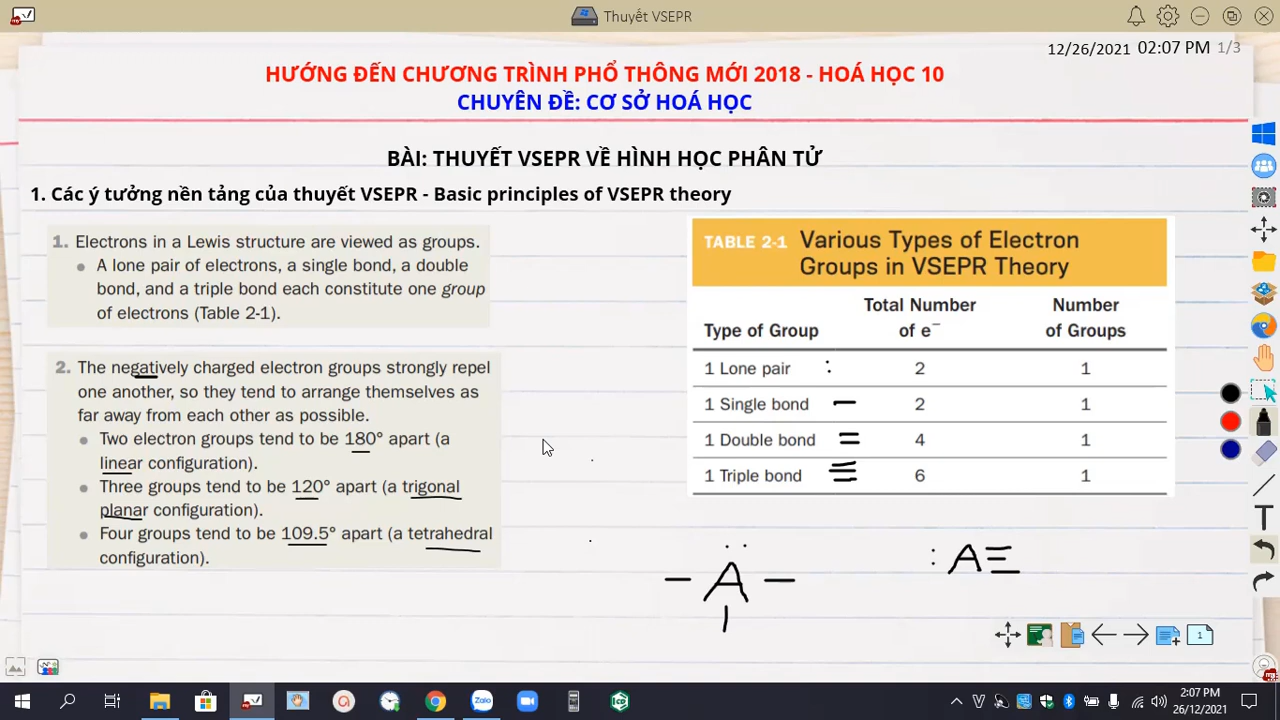 Thuyết VSEPR
12/26/2021 02:07 PM 1/3
HƯỚNG ĐẾN CHƯƠNG TRÌNH PHỔ THÔNG MỚI 2018 - HOÁ HỌC 10
CHUYÊN ĐỀ: CƠ SỞ HOÁ HỌC
BÀI: THUYẾT VSEPR VỀ HÌNH HỌC PHÂN TỬ
1. Các ý tưởng nền tảng của thuyết VSEPR - Basic principles of VSEPR theory
1. Electrons in a Lewis structure are viewed as groups.
● A lone pair of electrons, a single bond, a double
bond, and a triple bond each constitute one group
of electrons (Table 2-1).
2. The negatively charged electron groups strongly repel
one another, so they tend to arrange themselves as
far away from each other as possible.
● Two electron groups tend to be 180° apart (a
linear configuration).
● Three groups tend to be 120° apart (a trigonal
planar configuration).
● Four groups tend to be 109.5° apart (a tetrahedral
configuration).
TABLE 2-1 Various Types of Electron
Groups in VSEPR Theory
Total Number Number
Type of Group of e⁻ of Groups
1 Lone pair : 2 1
1 Single bond — 2 1
1 Double bond = 4 1
1 Triple bond ≡ 6 1
– A –
: A ≡
1
2:07 PM
26/12/2021